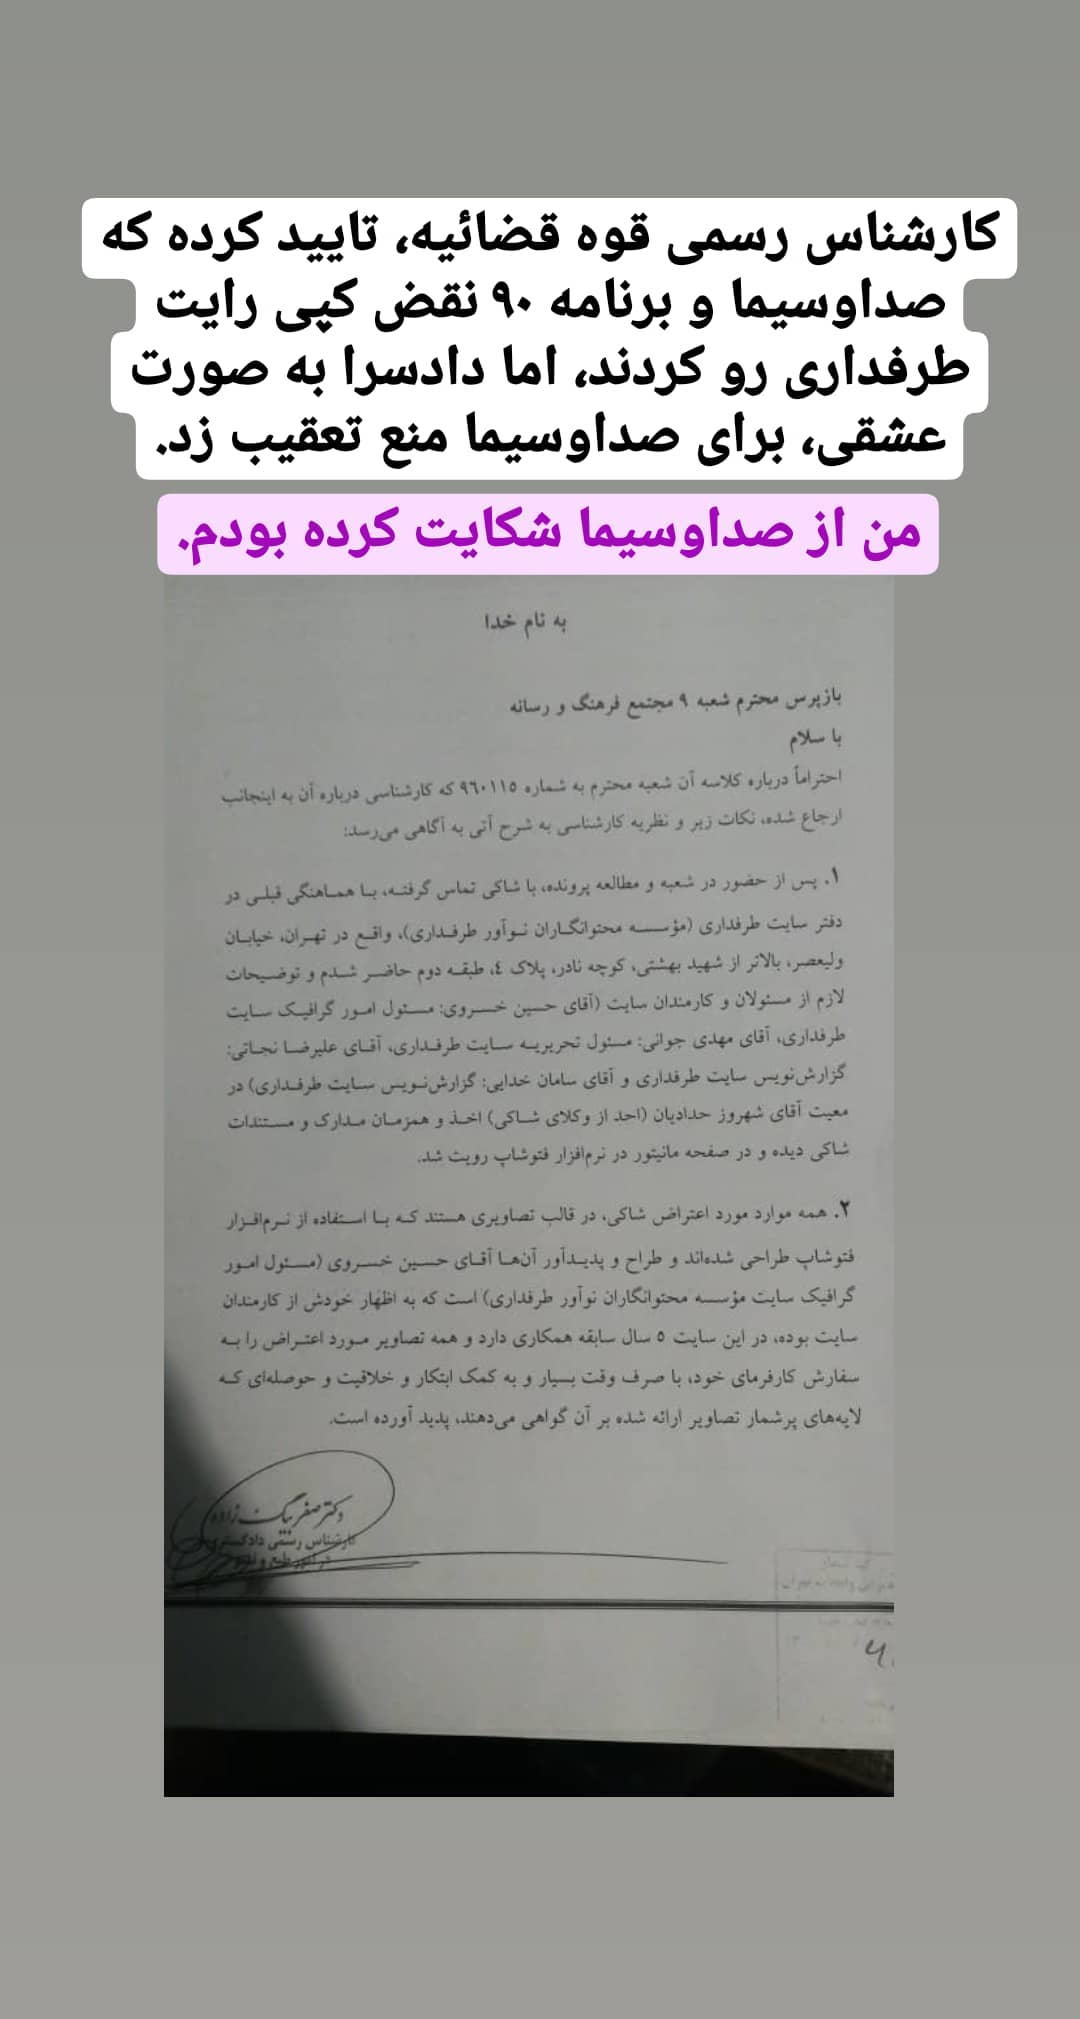 کارشناس رسمی قوه قضائیه، تایید کرده که
صداوسیما و برنامه ۹۰ نقض کپی رایت
طرفداری رو کردند، اما دادسرا به صورت
عشقی، برای صداوسیما منع تعقیب زد.
من از صداوسیما شکایت کرده بودم.
به نام خدا
بازپرس محترم شعبه ۹ مجتمع فرهنگ و رسانه
با سلام
احتراماً درباره کلاسه آن شعبه محترم به شماره ۹۶۰۱۱۵ که کارشناسی درباره آن به اینجانب
ارجاع شده، نکات زیر و نظریه کارشناسی به شرح آتی به آگاهی می‌رسد:
۱. پس از حضور در شعبه و مطالعه پرونده، با شاکی تماس گرفته، با هماهنگی قبلی در
دفتر سایت طرفداری (مؤسسه محتوانگاران نوآور طرفداری)، واقع در تهران، خیابان
ولیعصر، بالاتر از شهید بهشتی، کوچه نادر، پلاک ٤، طبقه دوم حاضر شدم و توضیحات
لازم از مسئولان و کارمندان سایت (آقای حسین خسروی: مسئول امور گرافیک سایت
طرفداری، آقای مهدی جوانی: مسئول تحریریه سایت طرفداری، آقای علیرضا نجاتی:
گزارش‌نویس سایت طرفداری و آقای سامان خدایی: گزارش‌نویس سایت طرفداری) در
معیت آقای شهروز حدادیان (احد از وکلای شاکی) اخذ و همزمان مدارک و مستندات
شاکی دیده و در صفحه مانیتور در نرم‌افزار فتوشاپ رویت شد.
۲. همه موارد مورد اعتراض شاکی، در قالب تصاویری هستند که با استفاده از نرم‌افزار
فتوشاپ طراحی شده‌اند و طراح و پدیدآور آن‌ها آقای حسین خسروی (مسئول امور
گرافیک سایت مؤسسه محتوانگاران نوآور طرفداری) است که به اظهار خودش از کارمندان
سایت بوده، در این سایت ٥ سال سابقه همکاری دارد و همه تصاویر مورد اعتراض را به
سفارش کارفرمای خود، با صرف وقت بسیار و به کمک ابتکار و خلاقیت و حوصله‌ای که
لایه‌های پرشمار تصاویر ارائه شده بر آن گواهی می‌دهند، پدید آورده است.
دکتر صفر بیگ زاده
کارشناس رسمی دادگستری